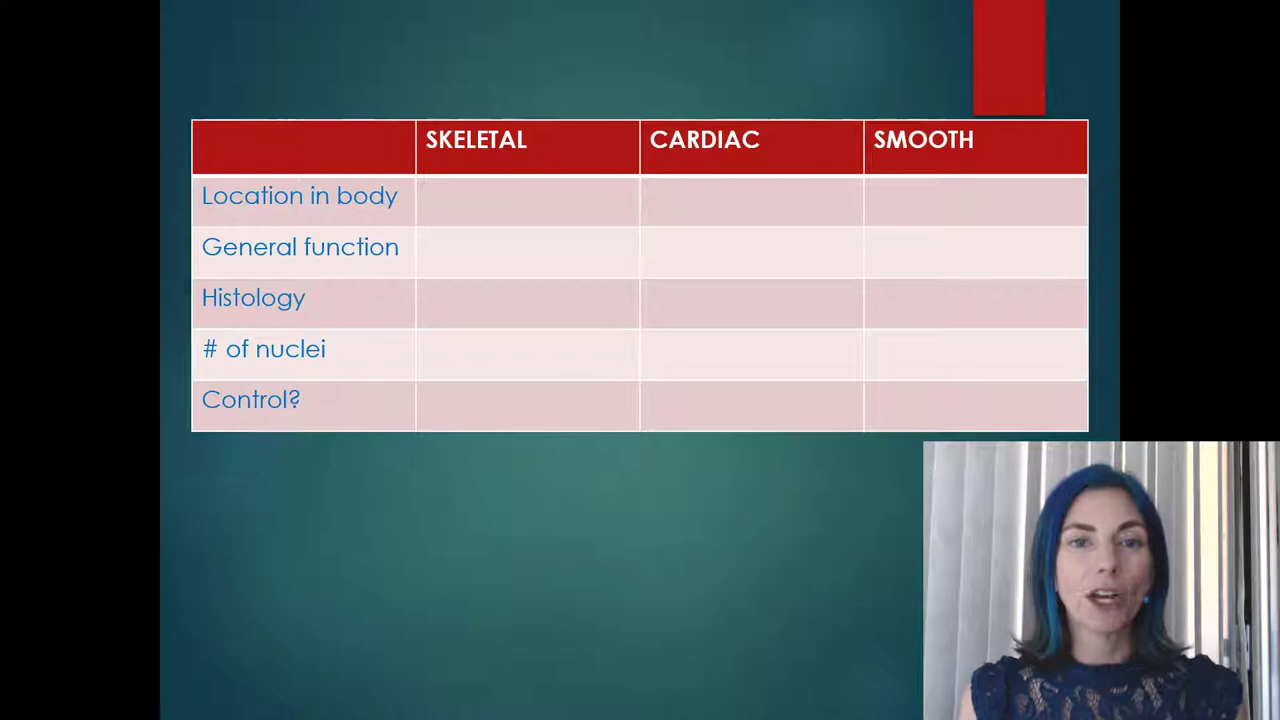 SKELETAL CARDIAC SMOOTH
Location in body
General function
Histology
# of nuclei
Control?